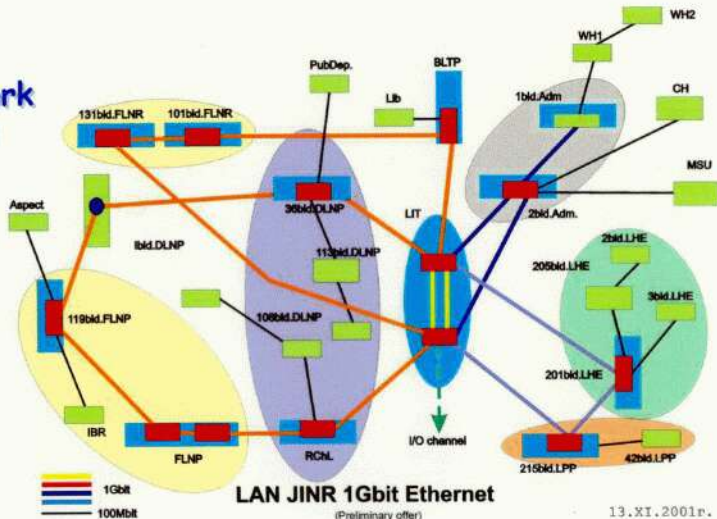 rk
WH2
WH1
PubDep.
BLTP
CH
131bld.FLNR
101bld.FLNR
Lib
1bld.Adm
MSU
Aspect
36bld.DLNP
LIT
2bld.Adm.
Ibld.DLNP
113bld.DLNP
2bld.LHE
205bld.LHE
3bld.LHE
119bld.FLNP
108bld.DLNP
201bld.LHE
IBR
FLNP
RChL
I/O channel
215bld.LPP
42bld.LPP
1Gbit
100Mbit
LAN JINR 1Gbit Ethernet
(Preliminary offer)
13.XI.2001г.